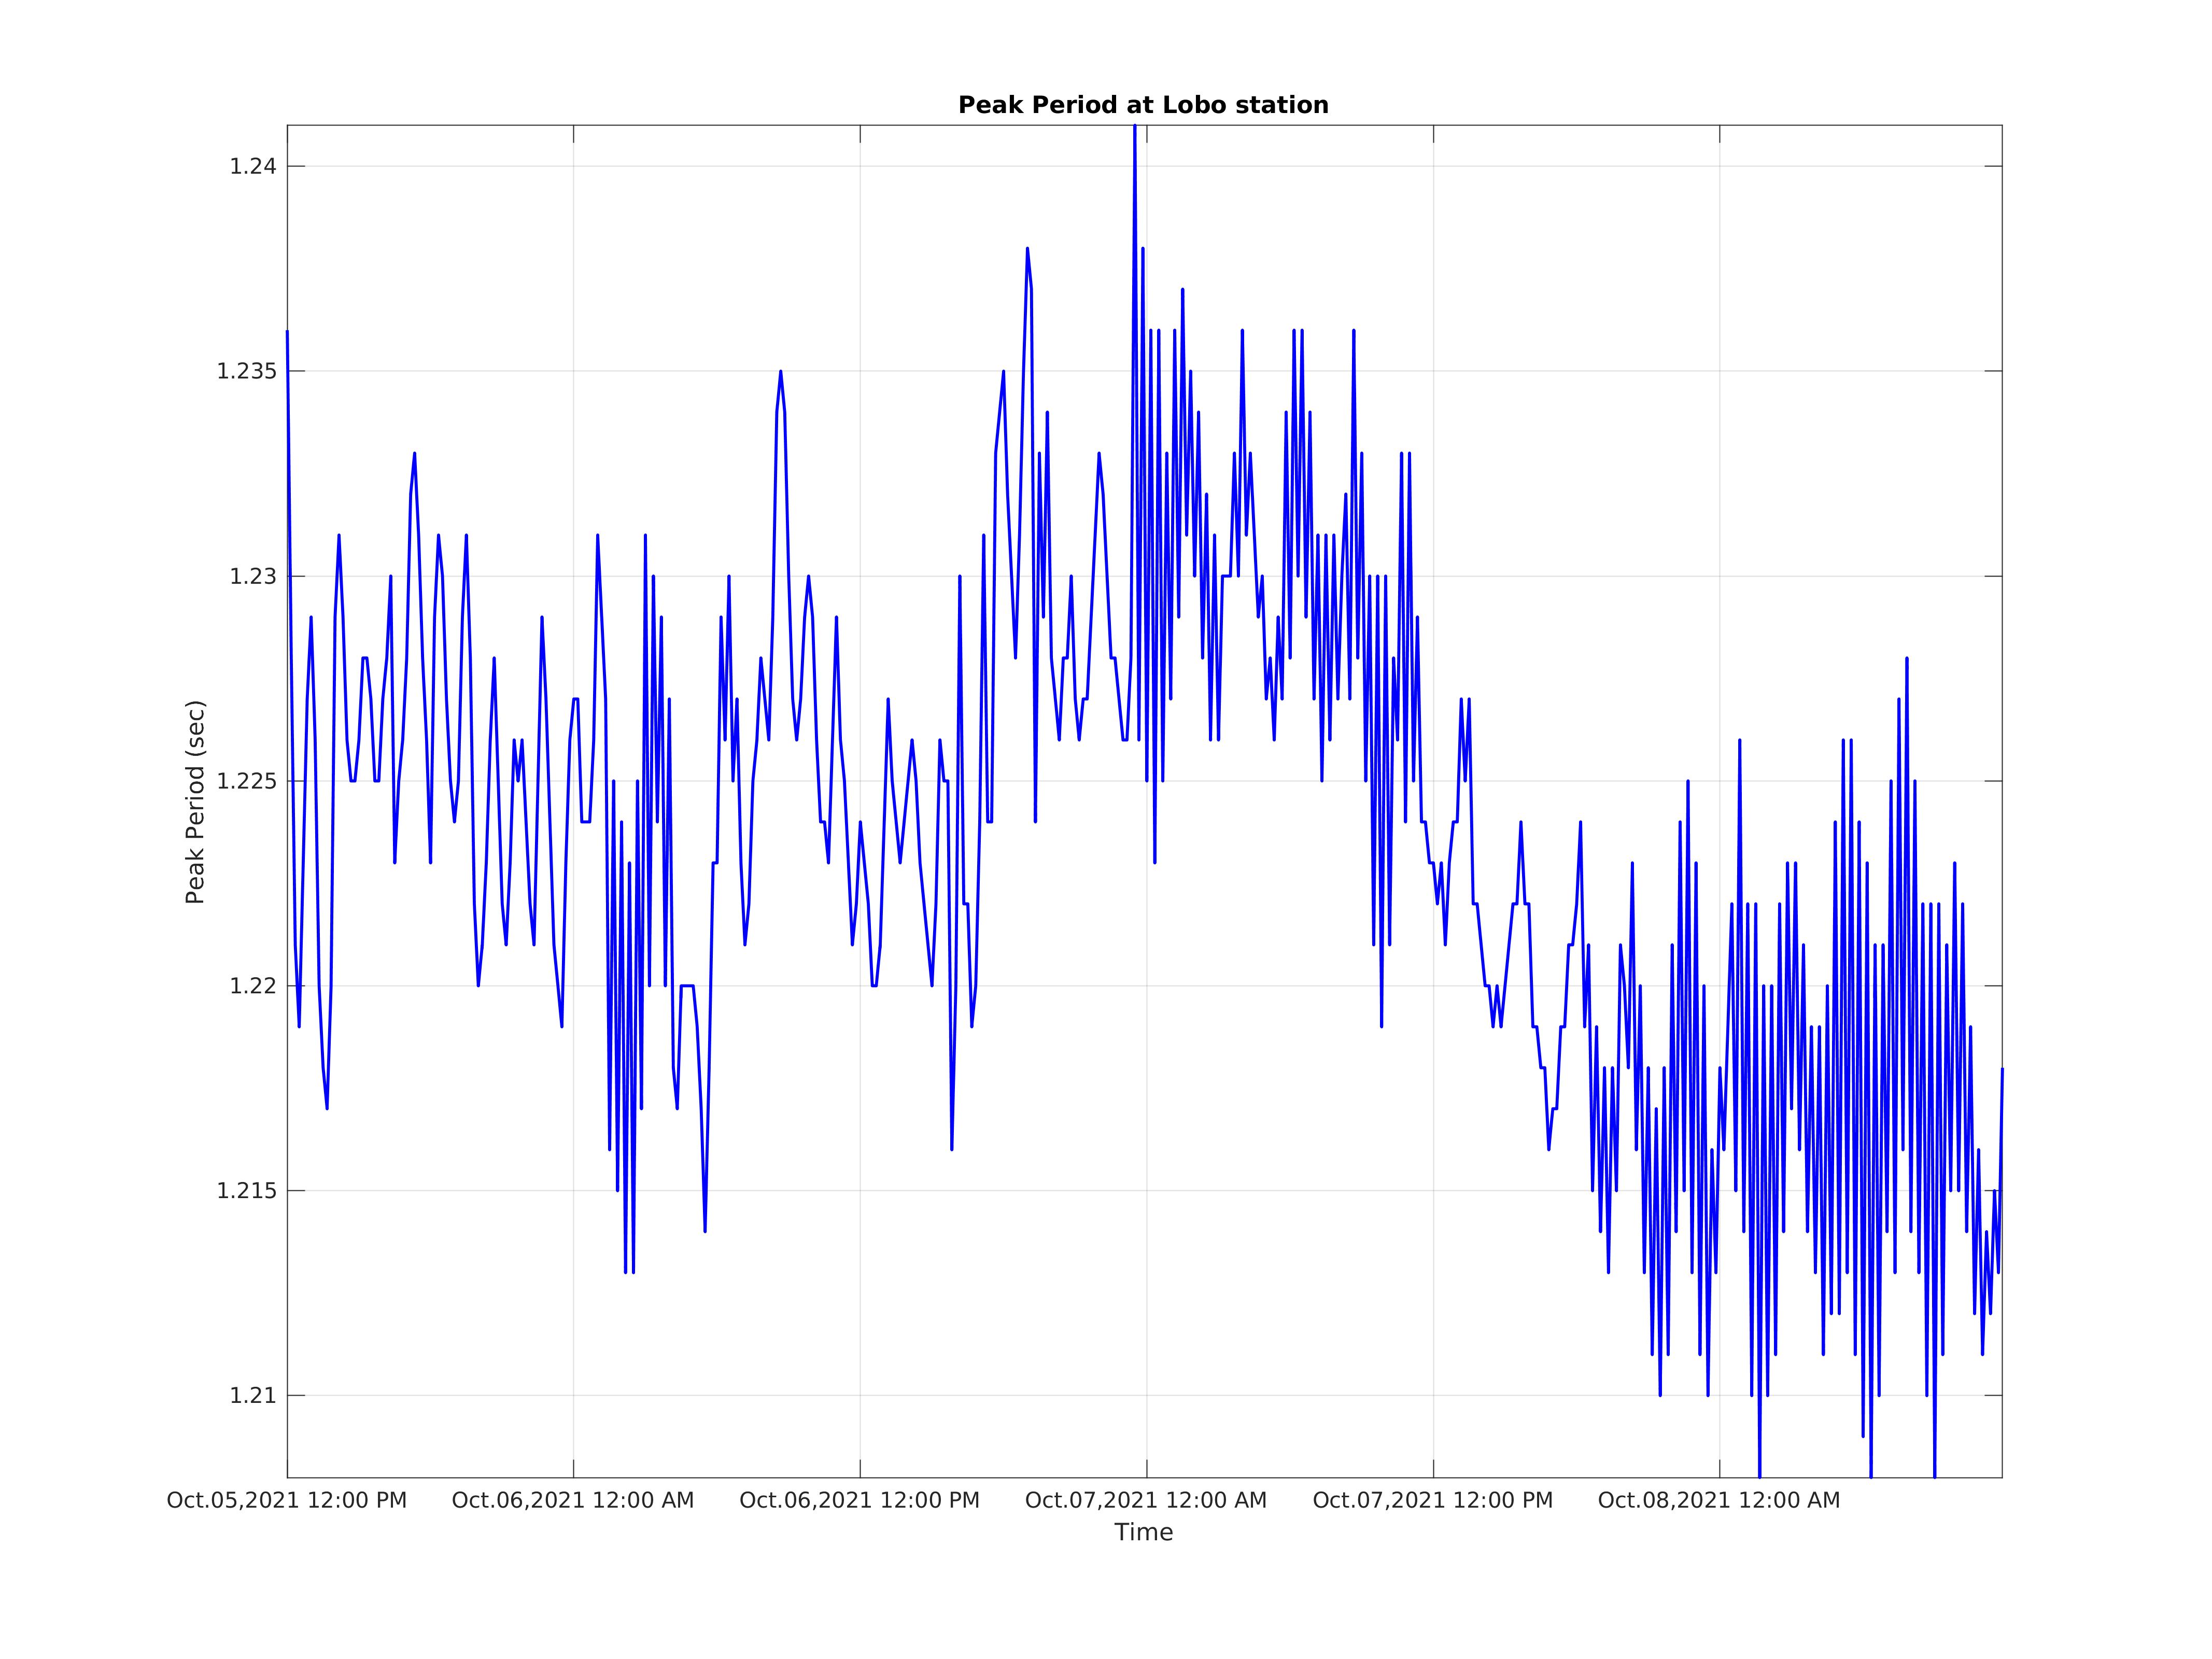 Peak Period at Lobo station
1.24
1.235
1.23
1.225
1.22
1.215
1.21
Peak Period (sec)
Oct.05,2021 12:00 PM Oct.06,2021 12:00 AM Oct.06,2021 12:00 PM Oct.07,2021 12:00 AM Oct.07,2021 12:00 PM Oct.08,2021 12:00 AM
Time